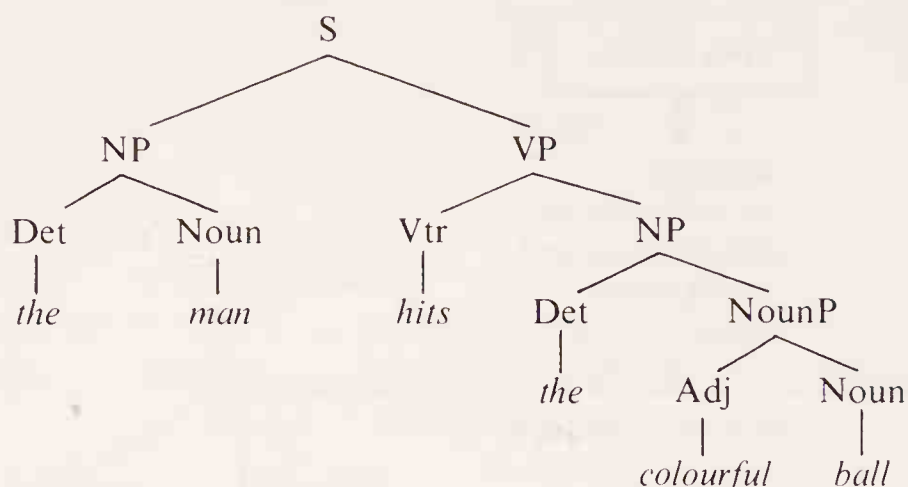 S
NP VP
Det Noun Vtr NP
the man hits Det NounP
the Adj Noun
colourful ball